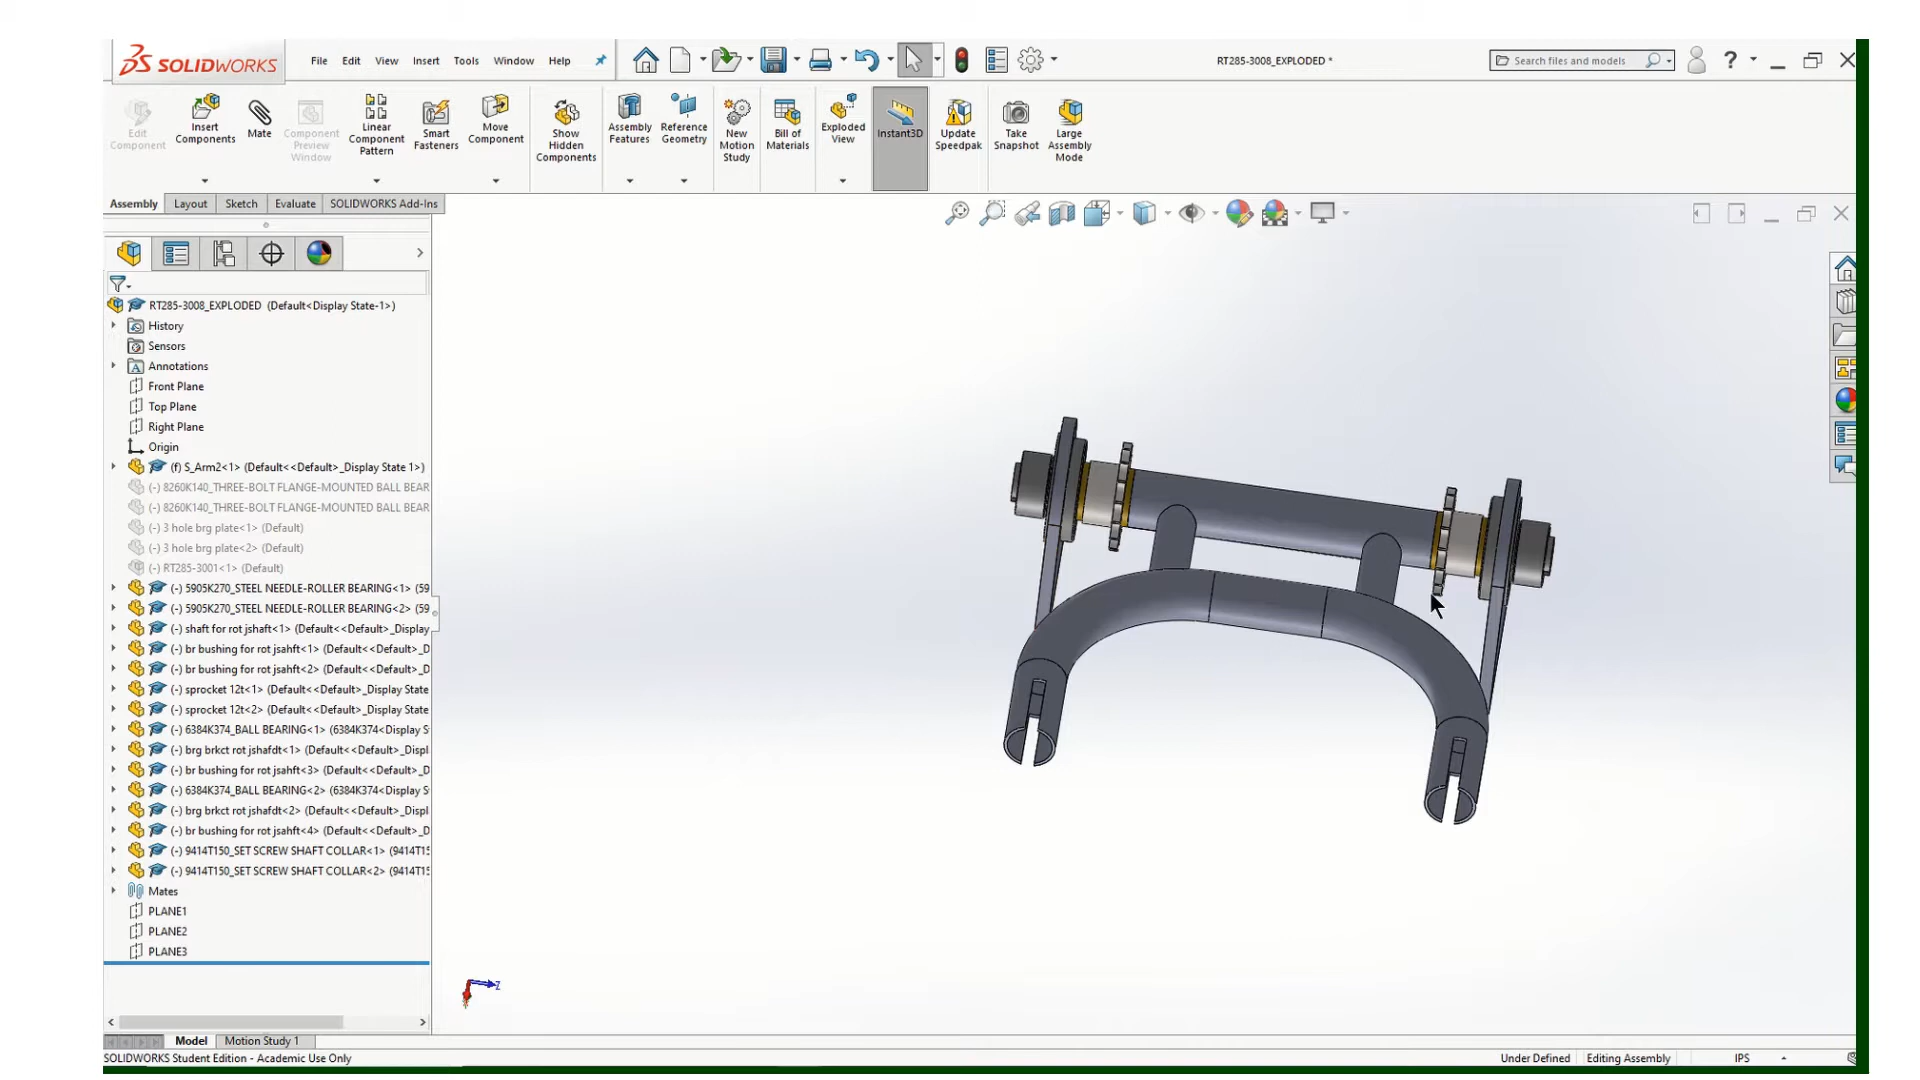 SOLIDWORKS
File Edit View Insert Tools Window Help
RT285-3008_EXPLODED *
Search files and models
?
Edit Component
Insert Components
Mate
Component Preview Window
Linear Component Pattern
Smart Fasteners
Move Component
Show Hidden Components
Assembly Features
Reference Geometry
New Motion Study
Bill of Materials
Exploded View
Instant3D
Update Speedpak
Take Snapshot
Large Assembly Mode
Assembly Layout Sketch Evaluate SOLIDWORKS Add-Ins
RT285-3008_EXPLODED (Default<Display State-1>)
History
Sensors
Annotations
Front Plane
Top Plane
Right Plane
Origin
(f) S_Arm2<1> (Default<<Default>_Display State 1>)
(-) 8260K140_THREE-BOLT FLANGE-MOUNTED BALL BEAR
(-) 8260K140_THREE-BOLT FLANGE-MOUNTED BALL BEAR
(-) 3 hole brg plate<1> (Default)
(-) 3 hole brg plate<2> (Default)
(-) RT285-3001<1> (Default)
(-) 5905K270_STEEL NEEDLE-ROLLER BEARING<1> (59
(-) 5905K270_STEEL NEEDLE-ROLLER BEARING<2> (59
(-) shaft for rot jshaft<1> (Default<<Default>_Display
(-) br bushing for rot jsahft<1> (Default<<Default>_D
(-) br bushing for rot jsahft<2> (Default<<Default>_D
(-) sprocket 12t<1> (Default<<Default>_Display State
(-) sprocket 12t<2> (Default<<Default>_Display State
(-) 6384K374_BALL BEARING<1> (6384K374<Display S
(-) brg brkct rot jshafdt<1> (Default<<Default>_Displ
(-) br bushing for rot jsahft<3> (Default<<Default>_D
(-) 6384K374_BALL BEARING<2> (6384K374<Display S
(-) brg brkct rot jshafdt<2> (Default<<Default>_Displ
(-) br bushing for rot jsahft<4> (Default<<Default>_D
(-) 9414T150_SET SCREW SHAFT COLLAR<1> (9414T15
(-) 9414T150_SET SCREW SHAFT COLLAR<2> (9414T15
Mates
PLANE1
PLANE2
PLANE3
Z
Model Motion Study 1
SOLIDWORKS Student Edition - Academic Use Only
Under Defined Editing Assembly IPS